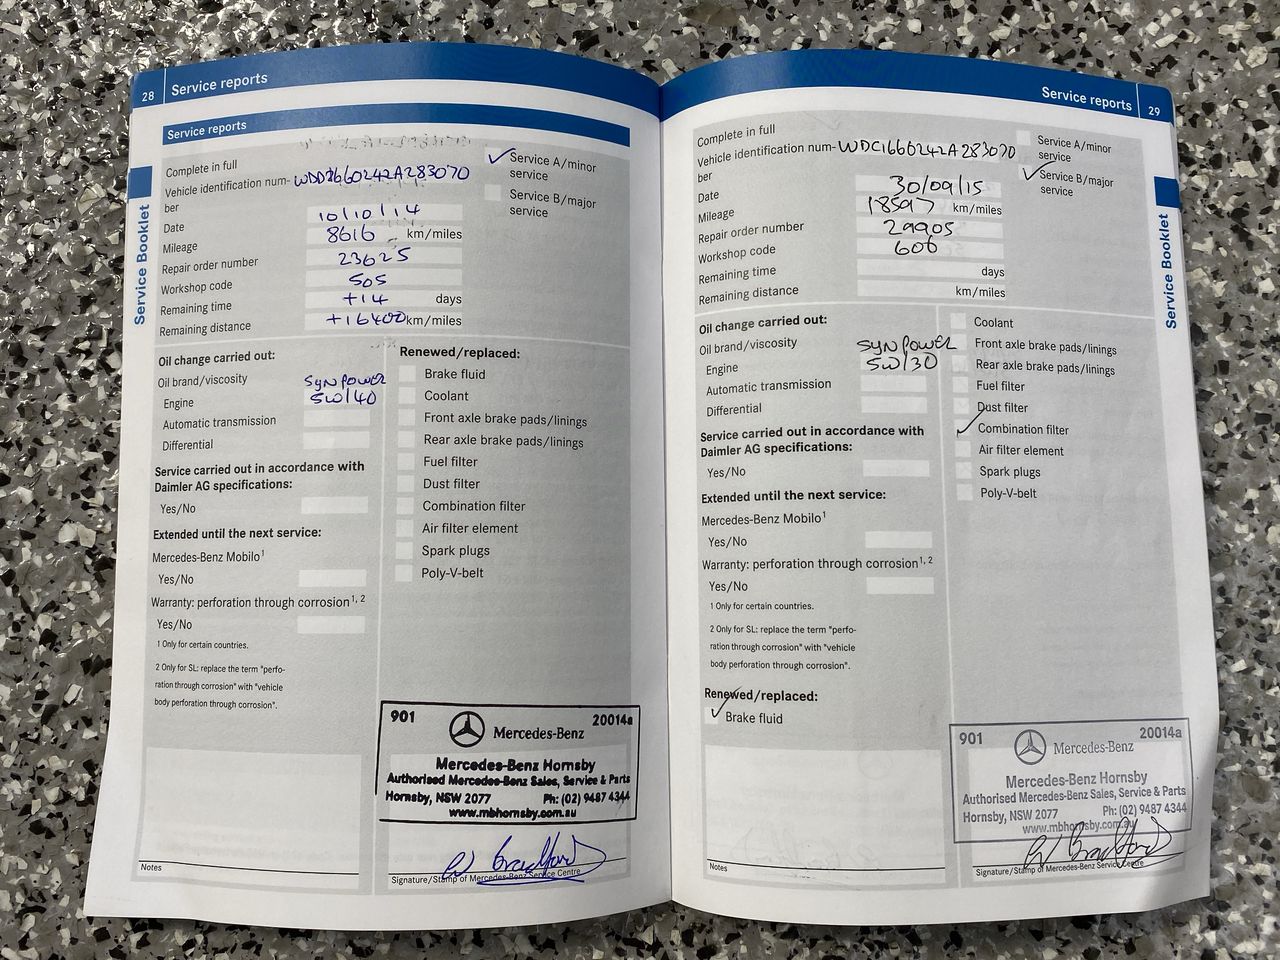 28 Service reports
Service reports
Complete in full
Vehicle identification num- WDD1660242A283070
ber
Date 10/10/14
Mileage 8616 km/miles
Repair order number 23625
Workshop code 505
Remaining time +14 days
Remaining distance +16400 km/miles
Service A/minor
service
Service B/major
service
Oil change carried out:
Oil brand/viscosity SYNPOWER
Engine 5W/40
Automatic transmission
Differential
Service carried out in accordance with
Daimler AG specifications:
Yes/No
Extended until the next service:
Mercedes-Benz Mobilo¹
Yes/No
Warranty: perforation through corrosion¹, ²
Yes/No
1 Only for certain countries.
2 Only for SL: replace the term "perfo-
ration through corrosion" with "vehicle
body perforation through corrosion".
Renewed/replaced:
Brake fluid
Coolant
Front axle brake pads/linings
Rear axle brake pads/linings
Fuel filter
Dust filter
Combination filter
Air filter element
Spark plugs
Poly-V-belt
901 20014a
Mercedes-Benz
Mercedes-Benz Hornsby
Authorised Mercedes-Benz Sales, Service & Parts
Hornsby, NSW 2077 Ph: (02) 9487 4344
www.mbhornsby.com.au
Notes
Signature/Stamp of Mercedes-Benz Service Centre
Service Booklet
Service reports 29
Complete in full
Vehicle identification num- WDC1660242A283070
ber
Date 30/09/15
Mileage 18597 km/miles
Repair order number 29905
Workshop code 606
Remaining time days
Remaining distance km/miles
Service A/minor
service
Service B/major
service
Oil change carried out:
Oil brand/viscosity SYNPOWER
Engine 5W/30
Automatic transmission
Differential
Service carried out in accordance with
Daimler AG specifications:
Yes/No
Extended until the next service:
Mercedes-Benz Mobilo¹
Yes/No
Warranty: perforation through corrosion¹, ²
Yes/No
1 Only for certain countries.
2 Only for SL: replace the term "perfo-
ration through corrosion" with "vehicle
body perforation through corrosion".
Renewed/replaced:
Brake fluid
Coolant
Front axle brake pads/linings
Rear axle brake pads/linings
Fuel filter
Dust filter
Combination filter
Air filter element
Spark plugs
Poly-V-belt
901 20014a
Mercedes-Benz
Mercedes-Benz Hornsby
Authorised Mercedes-Benz Sales, Service & Parts
Hornsby, NSW 2077 Ph: (02) 9487 4344
www.mbhornsby.com.au
Notes
Signature/Stamp of Mercedes-Benz Service Centre
Service Booklet